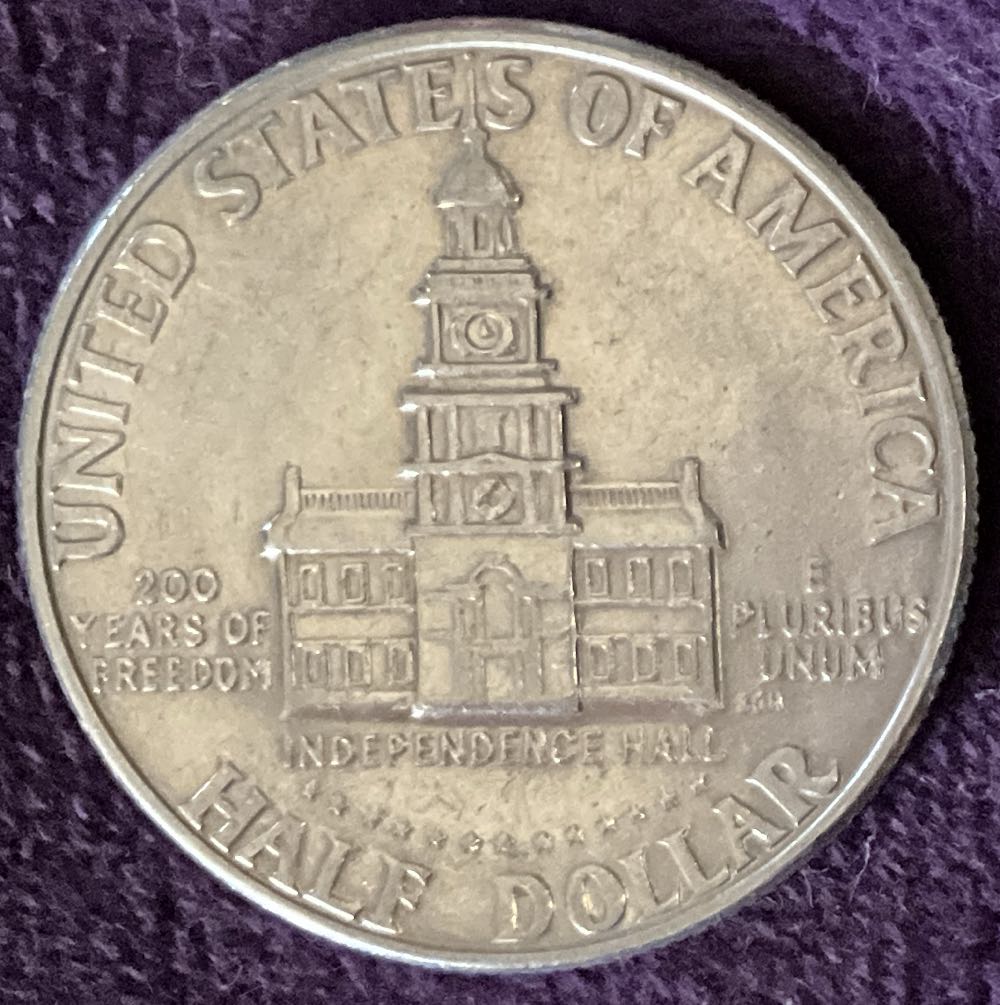 UNITED STATES OF AMERICA
200
YEARS OF
FREEDOM
E
PLURIBUS
UNUM
INDEPENDENCE HALL
HALF DOLLAR